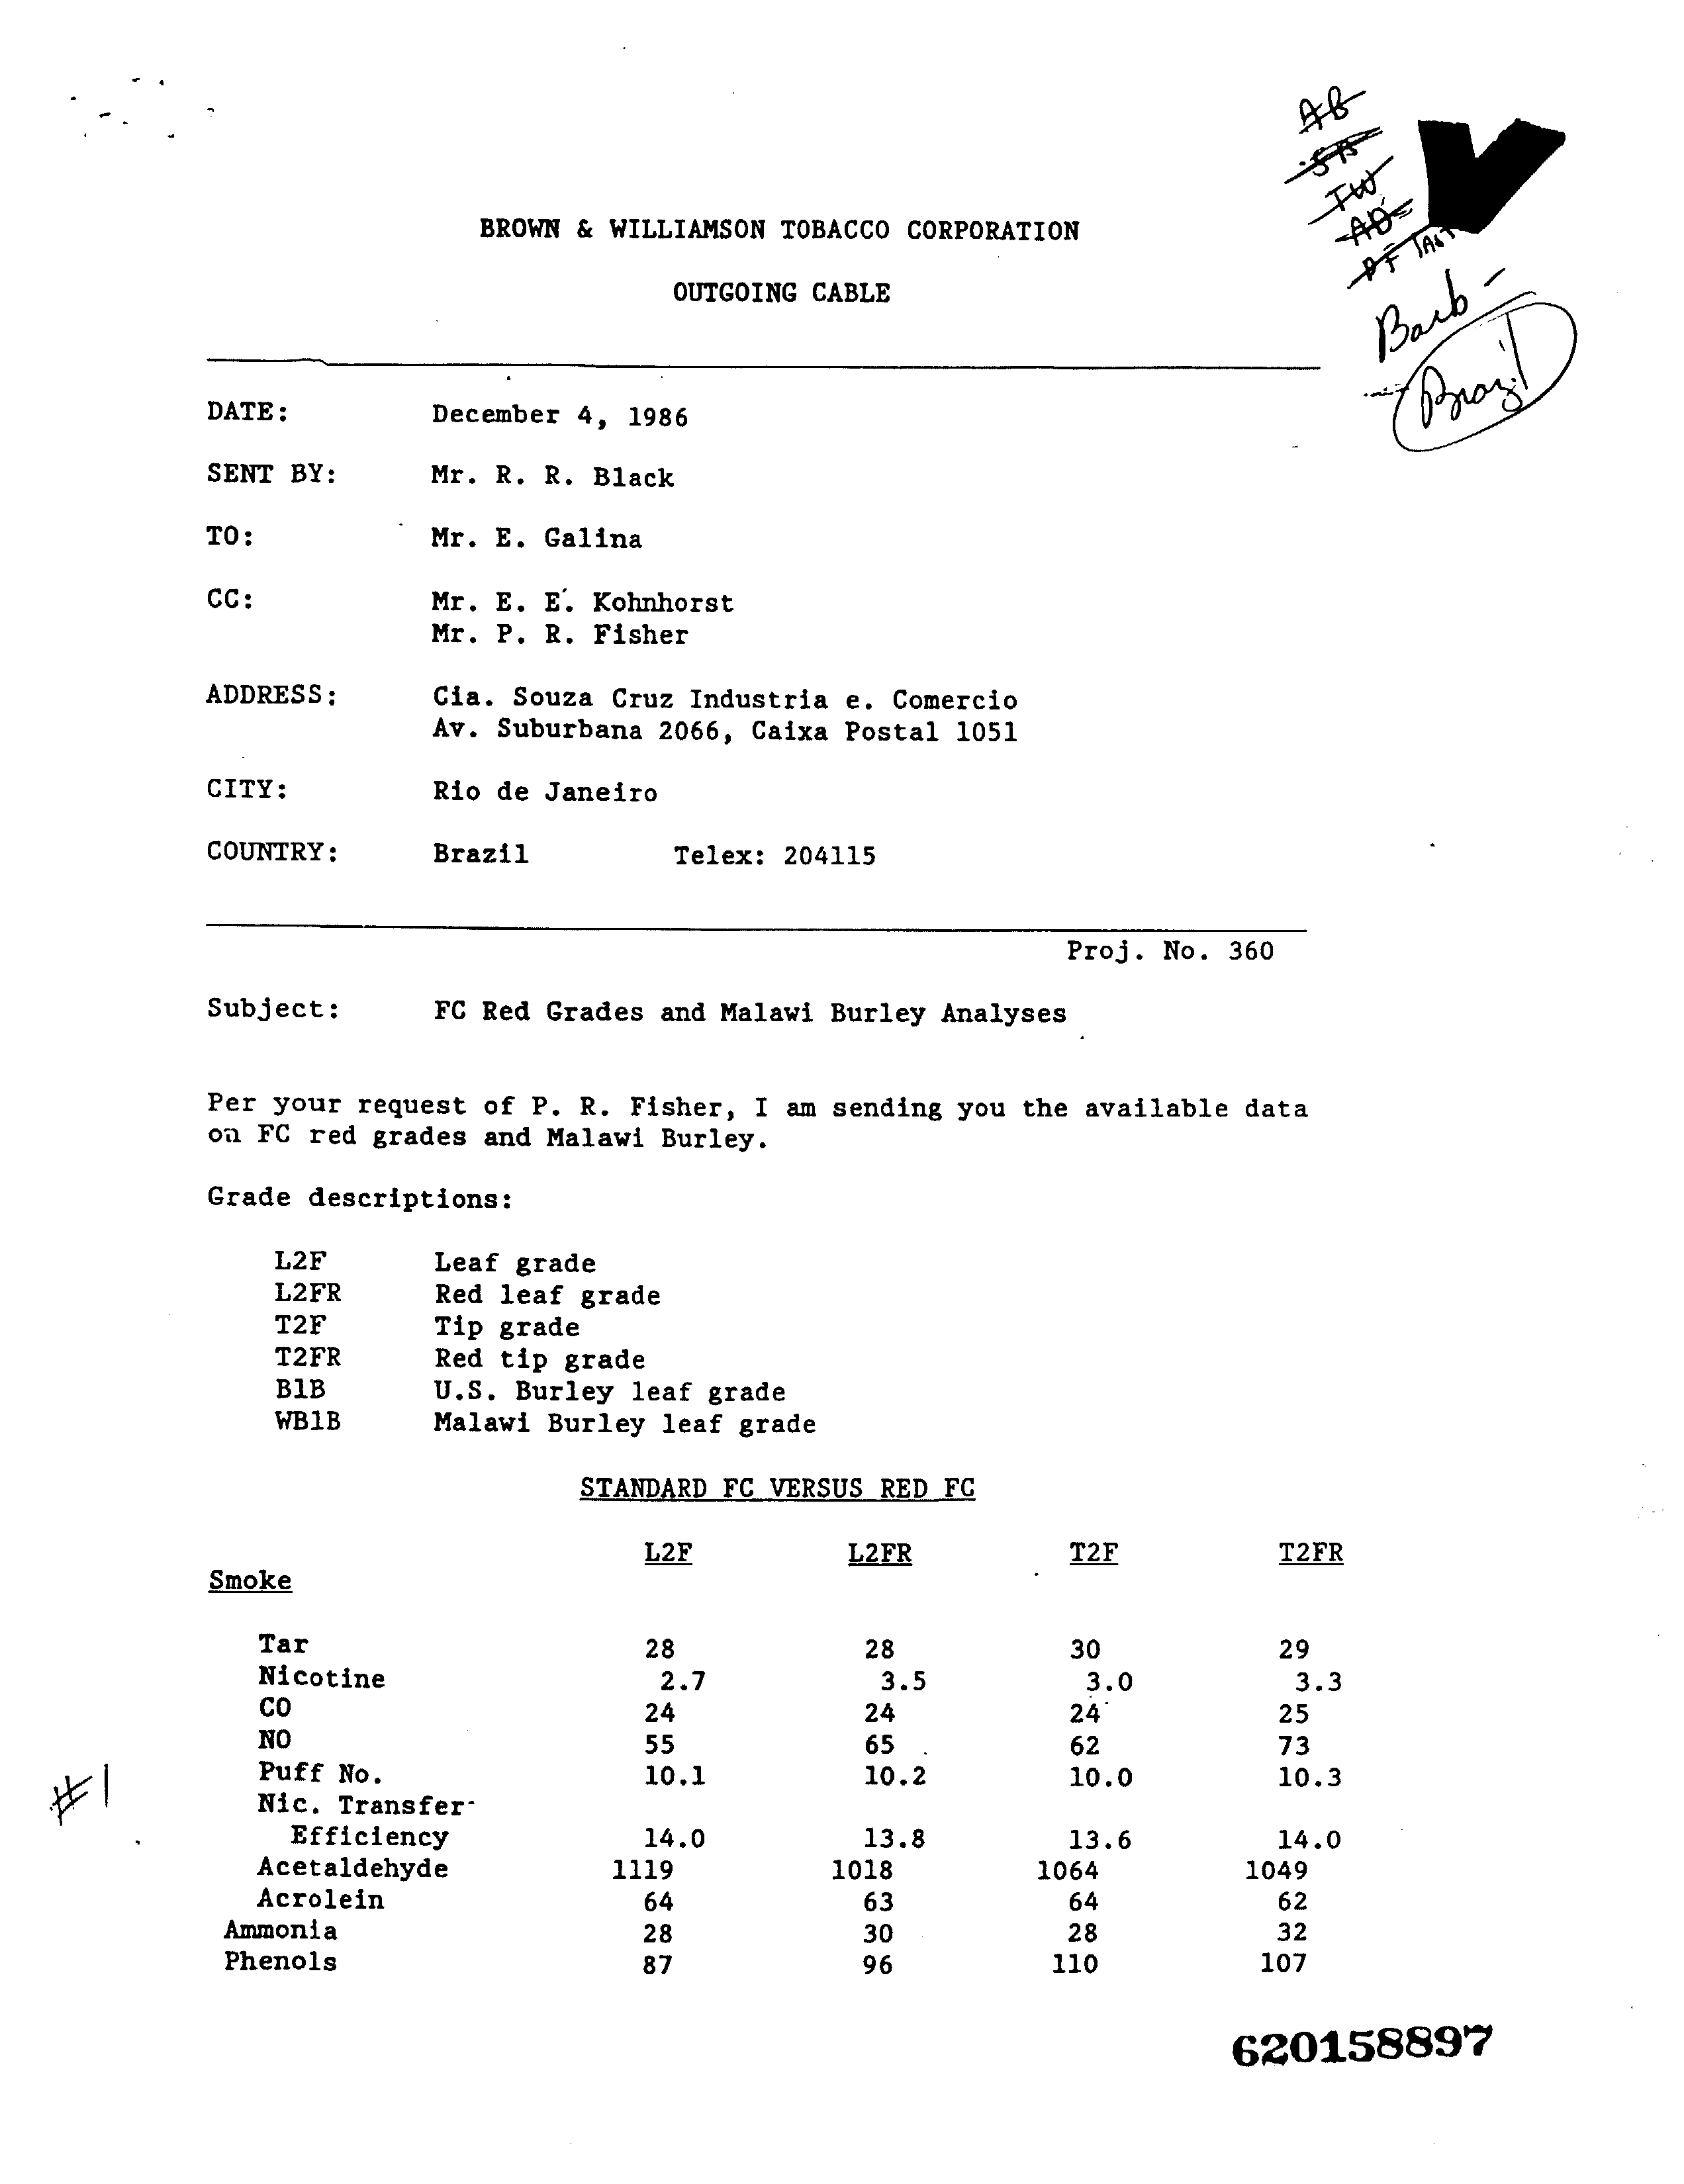 AB
SB
IW
AD
PF
Barb -
Brazil
BROWN & WILLIAMSON TOBACCO CORPORATION
OUTGOING CABLE
DATE: December 4, 1986
SENT BY: Mr. R. R. Black
TO: Mr. E. Galina
CC: Mr. E. E. Kohnhorst
Mr. P. R. Fisher
ADDRESS: Cia. Souza Cruz Industria e. Comercio
Av. Suburbana 2066, Caixa Postal 1051
CITY: Rio de Janeiro
COUNTRY: Brazil Telex: 204115
Proj. No. 360
Subject: FC Red Grades and Malawi Burley Analyses
Per your request of P. R. Fisher, I am sending you the available data
on FC red grades and Malawi Burley.
Grade descriptions:
L2F Leaf grade
L2FR Red leaf grade
T2F Tip grade
T2FR Red tip grade
B1B U.S. Burley leaf grade
WB1B Malawi Burley leaf grade
STANDARD FC VERSUS RED FC
L2F L2FR T2F T2FR
Smoke
Tar 28 28 30 29
Nicotine 2.7 3.5 3.0 3.3
CO 24 24 24 25
NO 55 65 62 73
Puff No. 10.1 10.2 10.0 10.3
Nic. Transfer
Efficiency 14.0 13.8 13.6 14.0
Acetaldehyde 1119 1018 1064 1049
Acrolein 64 63 64 62
Ammonia 28 30 28 32
Phenols 87 96 110 107
#1
620158897